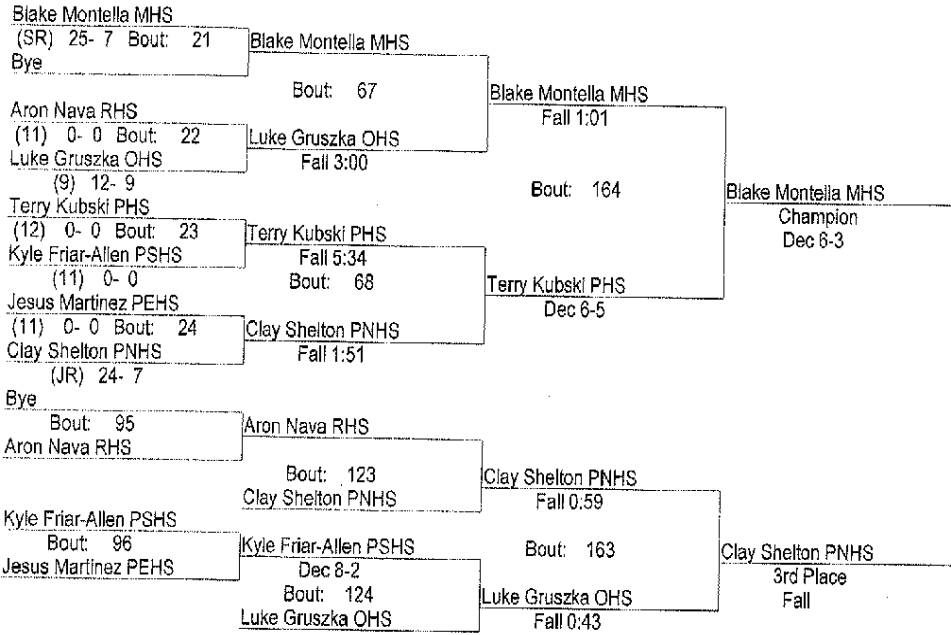 Blake Montella MHS
(SR) 25- 7 Bout: 21
Bye
Blake Montella MHS
Bout: 67
Aron Nava RHS
(11) 0- 0 Bout: 22
Luke Gruszka OHS
(9) 12- 9
Luke Gruszka OHS
Fall 3:00
Blake Montella MHS
Fall 1:01
Bout: 164
Terry Kubski PHS
(12) 0- 0 Bout: 23
Kyle Friar-Allen PSHS
(11) 0- 0
Terry Kubski PHS
Fall 5:34
Bout: 68
Jesus Martinez PEHS
(11) 0- 0 Bout: 24
Clay Shelton PNHS
(JR) 24- 7
Clay Shelton PNHS
Fall 1:51
Terry Kubski PHS
Dec 6-5
Blake Montella MHS
Champion
Dec 6-3
Bye
Bout: 95
Aron Nava RHS
Aron Nava RHS
Bout: 123
Clay Shelton PNHS
Clay Shelton PNHS
Fall 0:59
Bout: 163
Kyle Friar-Allen PSHS
Bout: 96
Jesus Martinez PEHS
Kyle Friar-Allen PSHS
Dec 8-2
Bout: 124
Luke Gruszka OHS
Luke Gruszka OHS
Fall 0:43
Clay Shelton PNHS
3rd Place
Fall